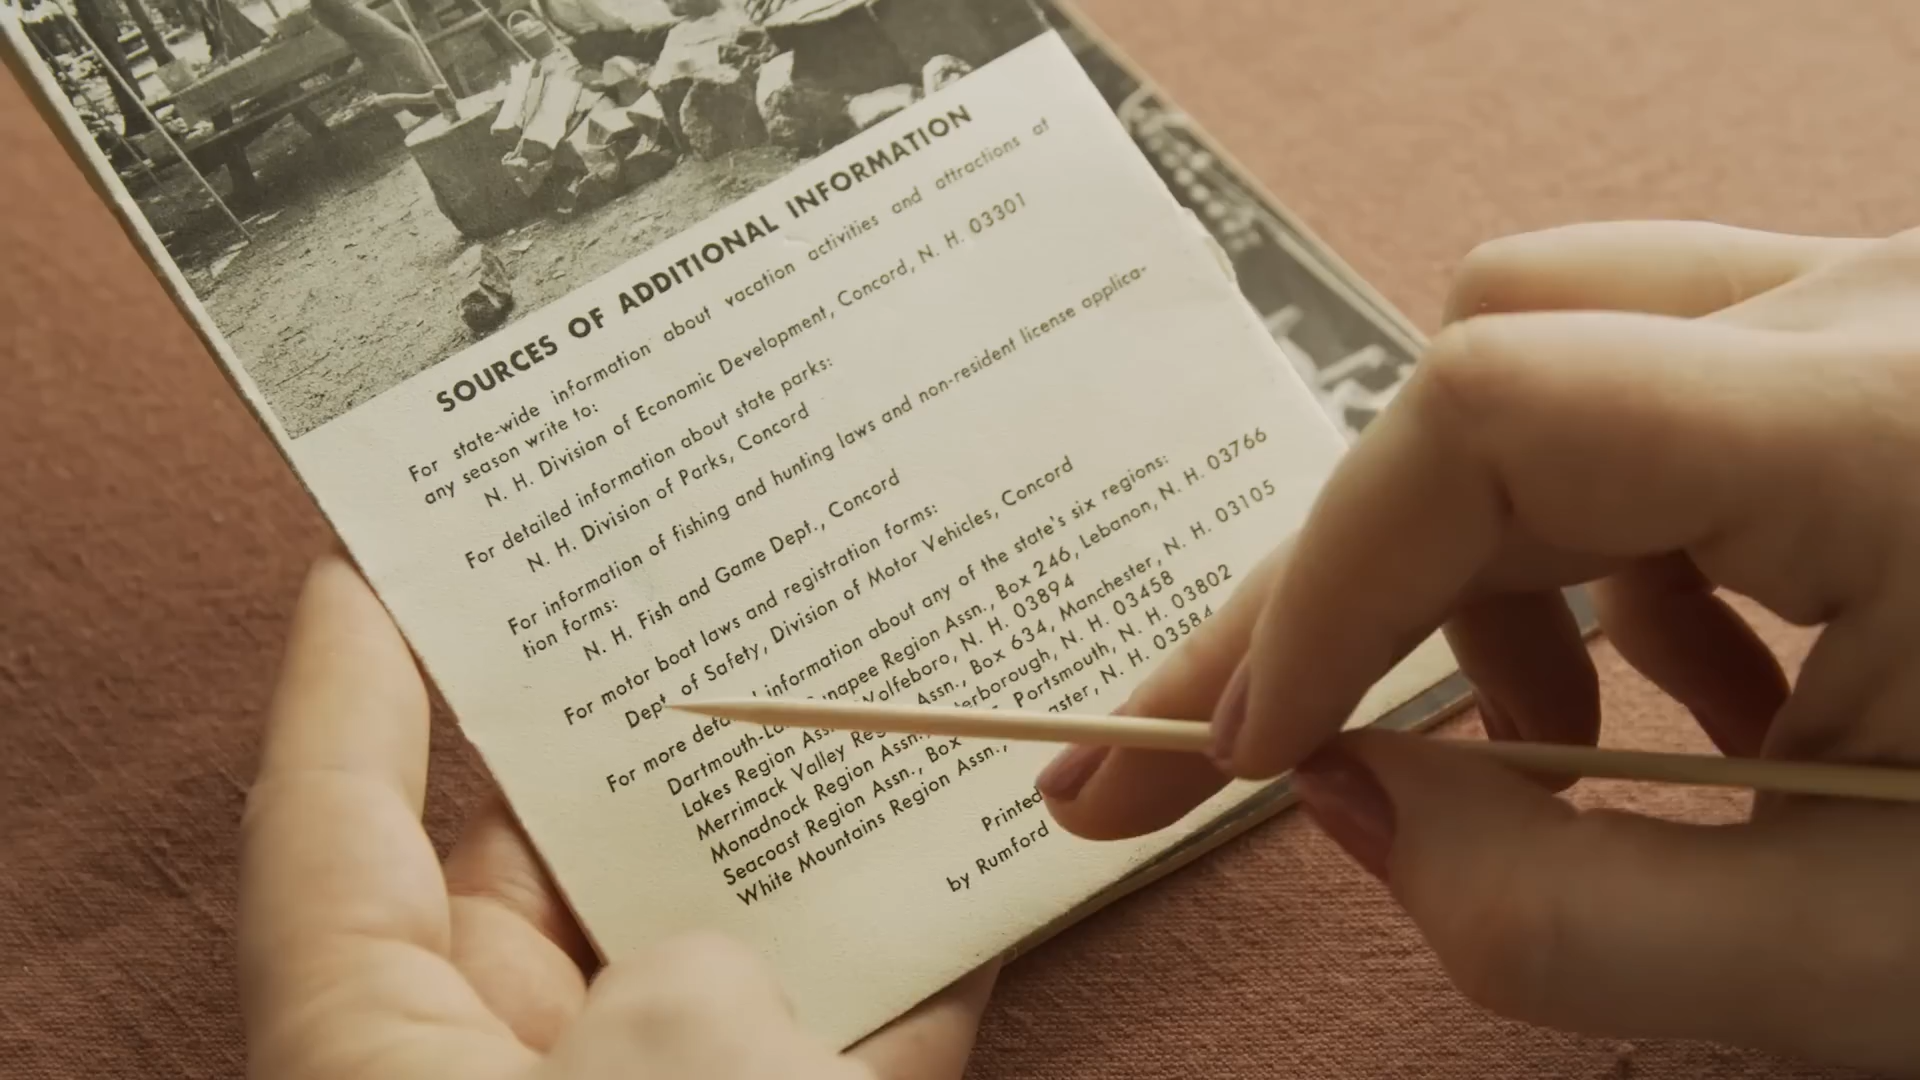 SOURCES OF ADDITIONAL INFORMATION
For state-wide information about vacation activities and attractions at
any season write to:
N. H. Division of Economic Development, Concord, N. H. 03301
For detailed information about state parks:
N. H. Division of Parks, Concord
For information of fishing and hunting laws and non-resident license applica-
tion forms:
N. H. Fish and Game Dept., Concord
For motor boat laws and registration forms:
Dept. of Safety, Division of Motor Vehicles, Concord
For more information about any of the state's six regions:
Region Assn., Box 246, Lebanon, N. H. 03766
Lakes Region Wolfeboro, N. H. 03894
Merrimack Valley Assn., Box 634, Manchester, N. H. 03105
Monadnock Region Assn., N. H. 03458
Seacoast Region Assn., Box Portsmouth, N. H. 03802
White Mountains Region Assn., N. H. 03584
Printed
by Rumford